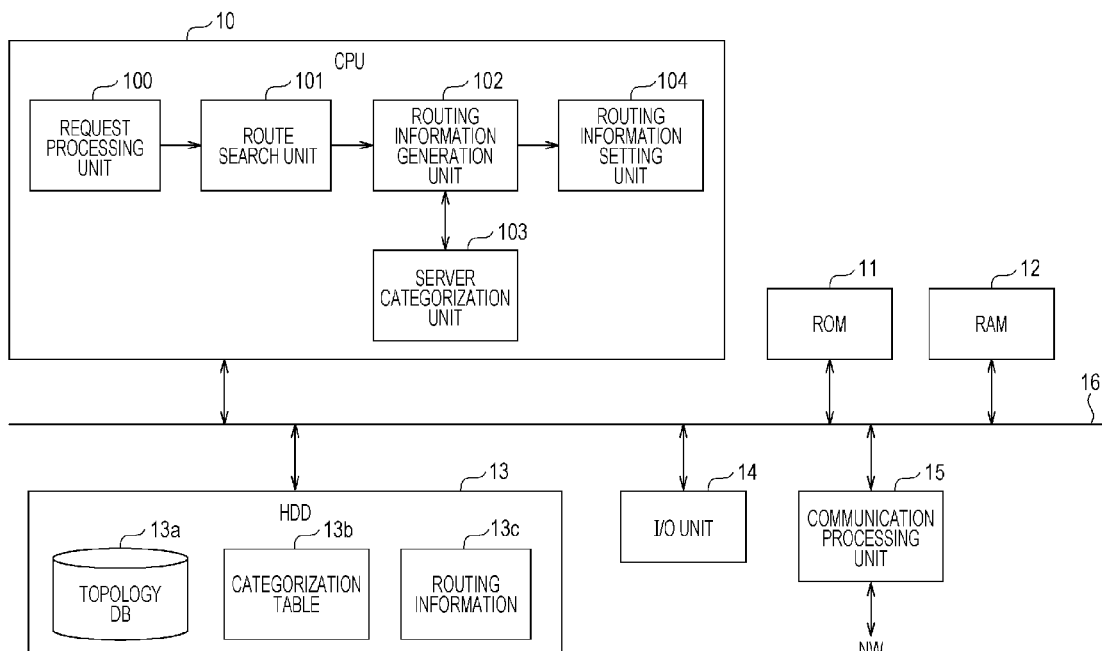 10
CPU
100
REQUEST
PROCESSING
UNIT
101
ROUTE
SEARCH UNIT
102
ROUTING
INFORMATION
GENERATION
UNIT
104
ROUTING
INFORMATION
SETTING
UNIT
103
SERVER
CATEGORIZATION
UNIT
11
ROM
12
RAM
16
13
HDD
13a
TOPOLOGY
DB
13b
CATEGORIZATION
TABLE
13c
ROUTING
INFORMATION
14
I/O UNIT
15
COMMUNICATION
PROCESSING
UNIT
NW